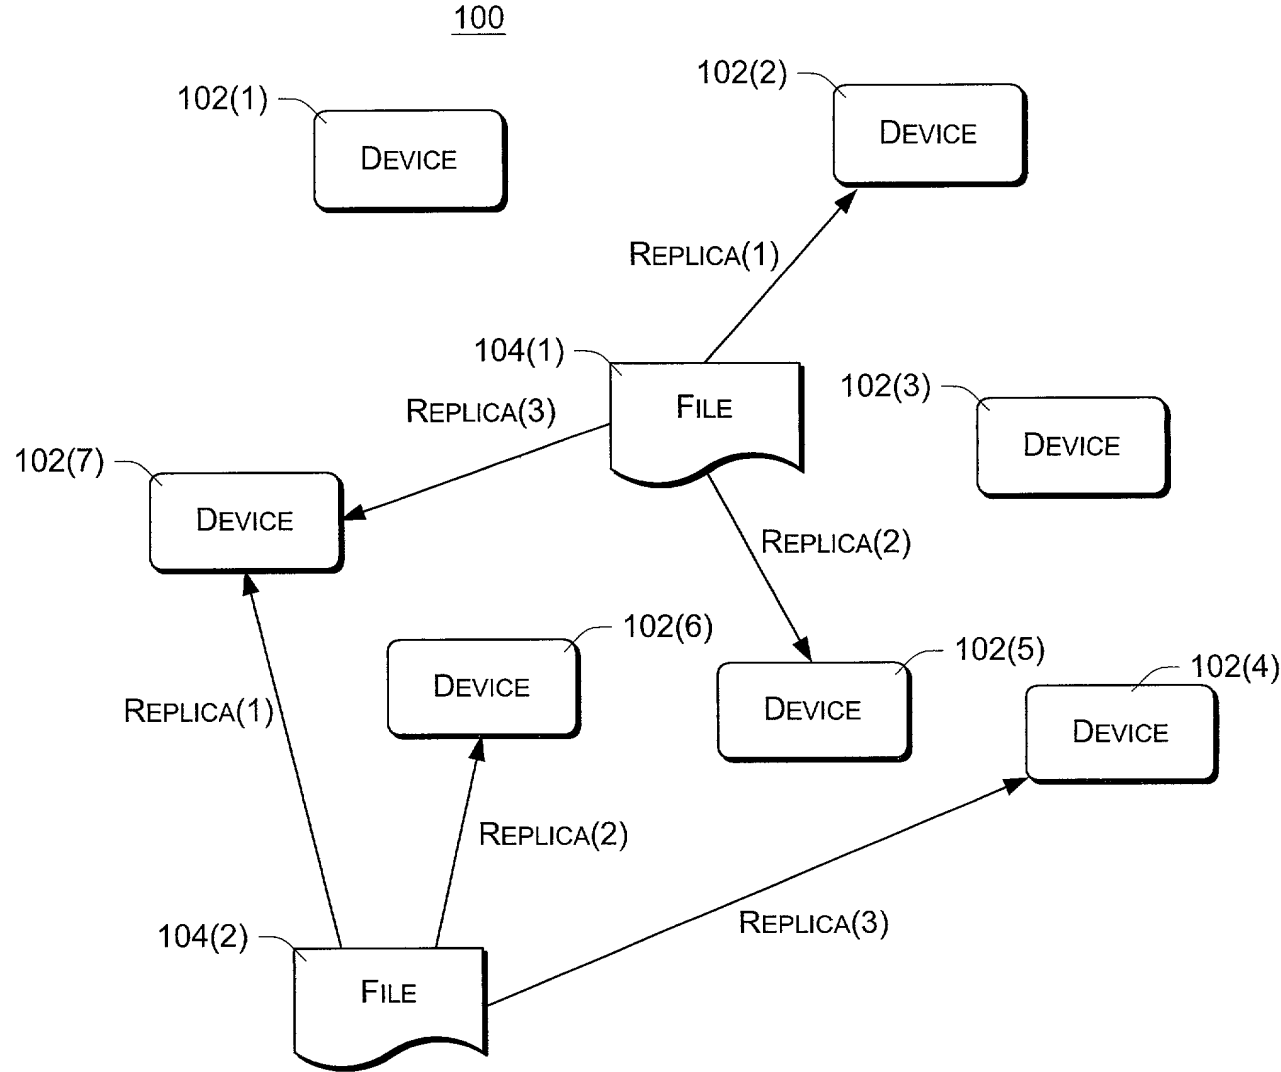 100
102(1)
DEVICE
102(2)
DEVICE
REPLICA(1)
104(1)
FILE
102(3)
DEVICE
REPLICA(3)
102(7)
DEVICE
REPLICA(2)
102(6)
DEVICE
102(5)
DEVICE
102(4)
DEVICE
REPLICA(1)
REPLICA(2)
REPLICA(3)
104(2)
FILE